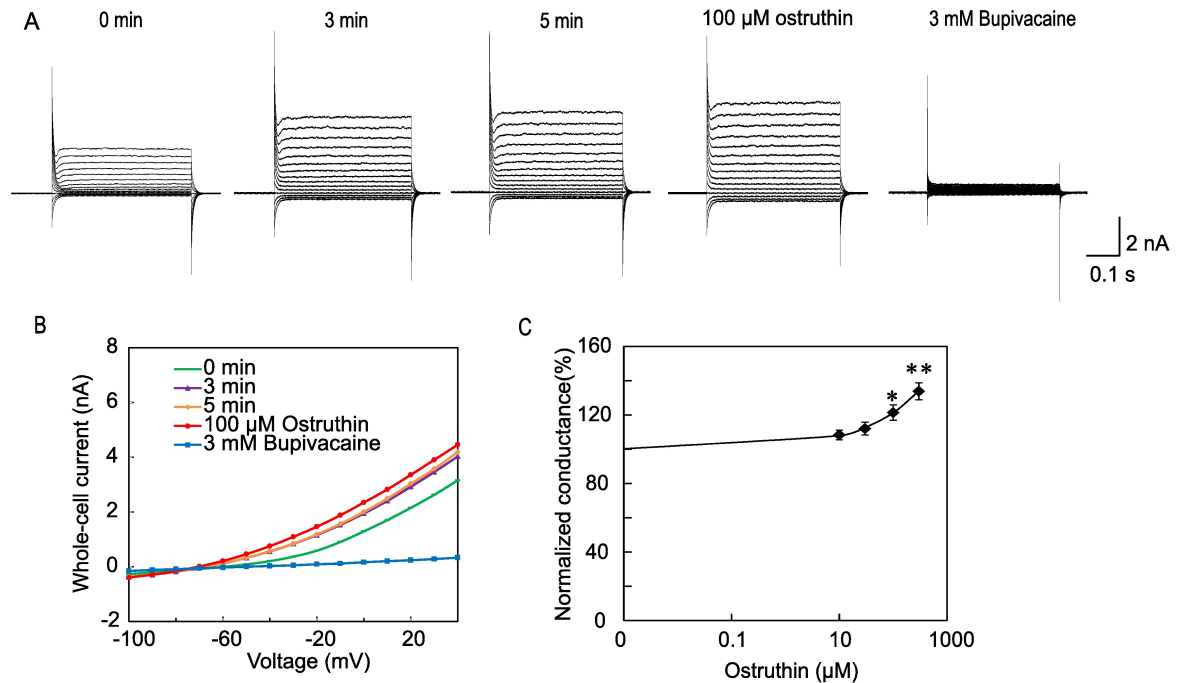 A
0 min
3 min
5 min
100 µM ostruthin
3 mM Bupivacaine
2 nA
0.1 s
B
8
6
4
2
0
-2
-100
-60
-20
20
Whole-cell current (nA)
Voltage (mV)
0 min
3 min
5 min
100 µM Ostruthin
3 mM Bupivacaine
C
160
120
80
40
0
0
0.1
10
1000
Normalized conductance(%)
Ostruthin (µM)
*
**